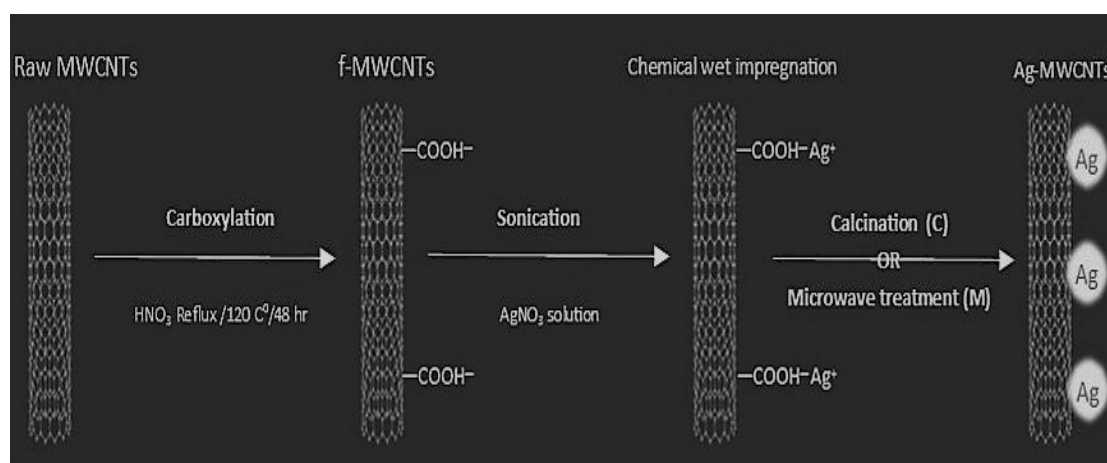 Raw MWCNTs
f-MWCNTs
Chemical wet impregnation
Ag-MWCNTs
–COOH–
–COOH–Ag⁺
Ag
Carboxylation
Sonication
Calcination (C)
OR
Microwave treatment (M)
Ag
HNO₃ Reflux /120 C⁰/48 hr
AgNO₃ solution
–COOH–
–COOH–Ag⁺
Ag